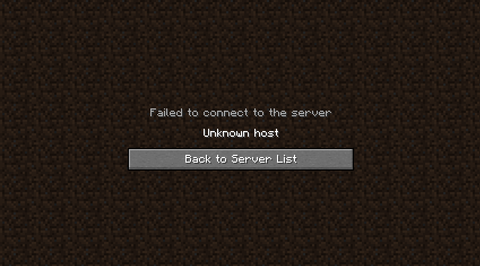 Failed to connect to the server
Unknown host
Back to Server List